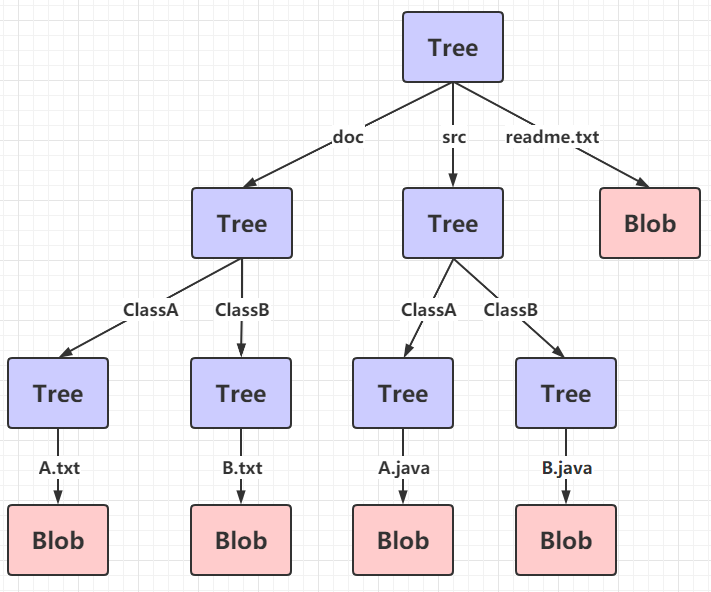 Tree
doc
src
readme.txt
Tree
Tree
Blob
ClassA
ClassB
ClassA
ClassB
Tree
Tree
Tree
Tree
A.txt
B.txt
A.java
B.java
Blob
Blob
Blob
Blob